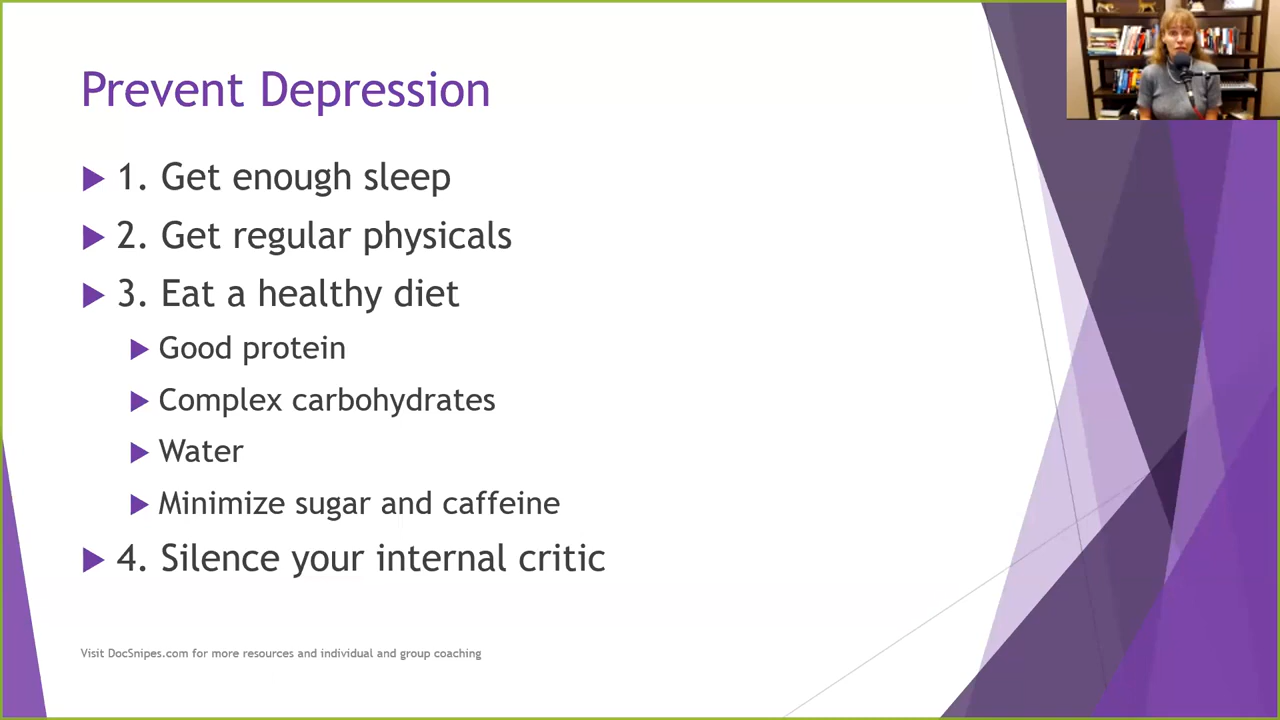 Prevent Depression
1. Get enough sleep
2. Get regular physicals
3. Eat a healthy diet
Good protein
Complex carbohydrates
Water
Minimize sugar and caffeine
4. Silence your internal critic
Visit DocSnipes.com for more resources and individual and group coaching